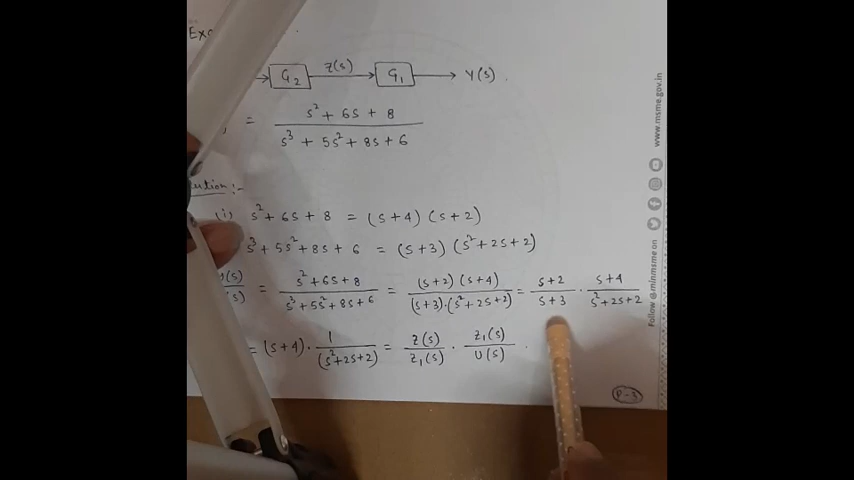 Exa
G2 Z(s) G1 Y(s)
= s² + 6s + 8 / s³ + 5s² + 8s + 6
ution :-
(i) s² + 6s + 8 = (s+4) (s+2)
s³ + 5s² + 8s + 6 = (s+3) (s²+2s+2)
Y(s) / U(s) = s²+6s+8 / s³+5s²+8s+6 = (s+2) (s+4) / (s+3)·(s²+2s+2) = s+2 / s+3 · s+4 / s²+2s+2
= (s+4) · 1 / (s²+2s+2) = Z(s) / Z1(s) · Z1(s) / U(s) .
P-3
Follow @minmsme on
www.msme.gov.in